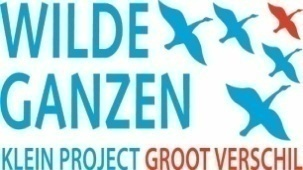 WILDE
GANZEN
KLEIN PROJECT GROOT VERSCHIL